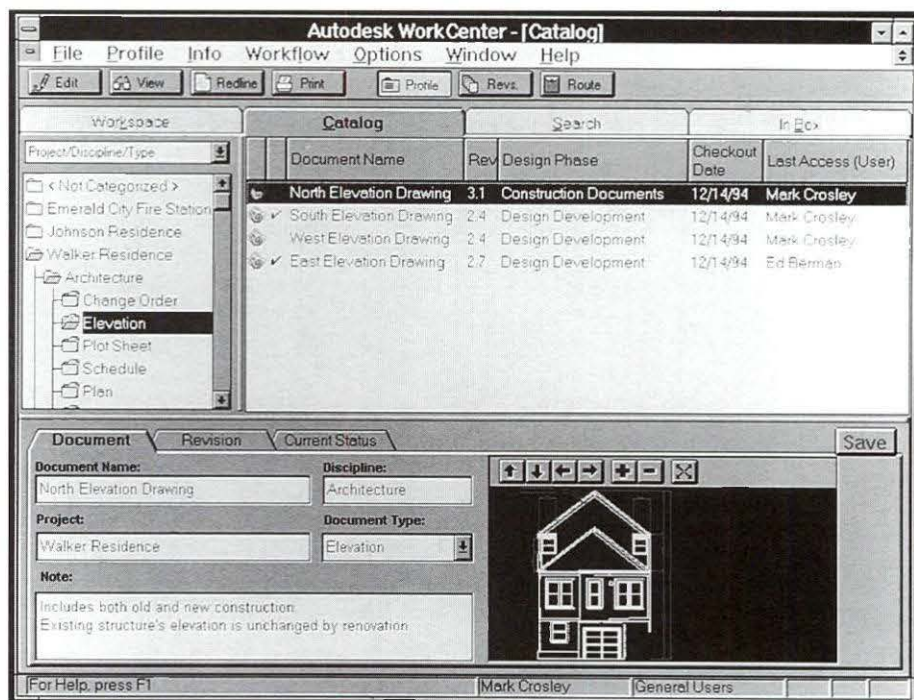 Autodesk WorkCenter - [Catalog]
File Profile Info Workflow Options Window Help
Edit View Redline Print Profile Revs. Route
Workspace Catalog Search In Box
Project/Discipline/Type
Document Name Rev Design Phase Checkout Date Last Access (User)
< Not Categorized >
Emerald City Fire Station
Johnson Residence
Walker Residence
Architecture
Change Order
Elevation
Plot Sheet
Schedule
Plan
North Elevation Drawing 3.1 Construction Documents 12/14/94 Mark Crosley
South Elevation Drawing 2.4 Design Development 12/14/94 Mark Crosley
West Elevation Drawing 2.4 Design Development 12/14/94 Mark Crosley
East Elevation Drawing 2.7 Design Development 12/14/94 Ed Berman
Document Revision Current Status Save
Document Name: Discipline:
North Elevation Drawing Architecture
Project: Document Type:
Walker Residence Elevation
Note:
Includes both old and new construction
Existing structure's elevation is unchanged by renovation
For Help, press F1 Mark Crosley General Users